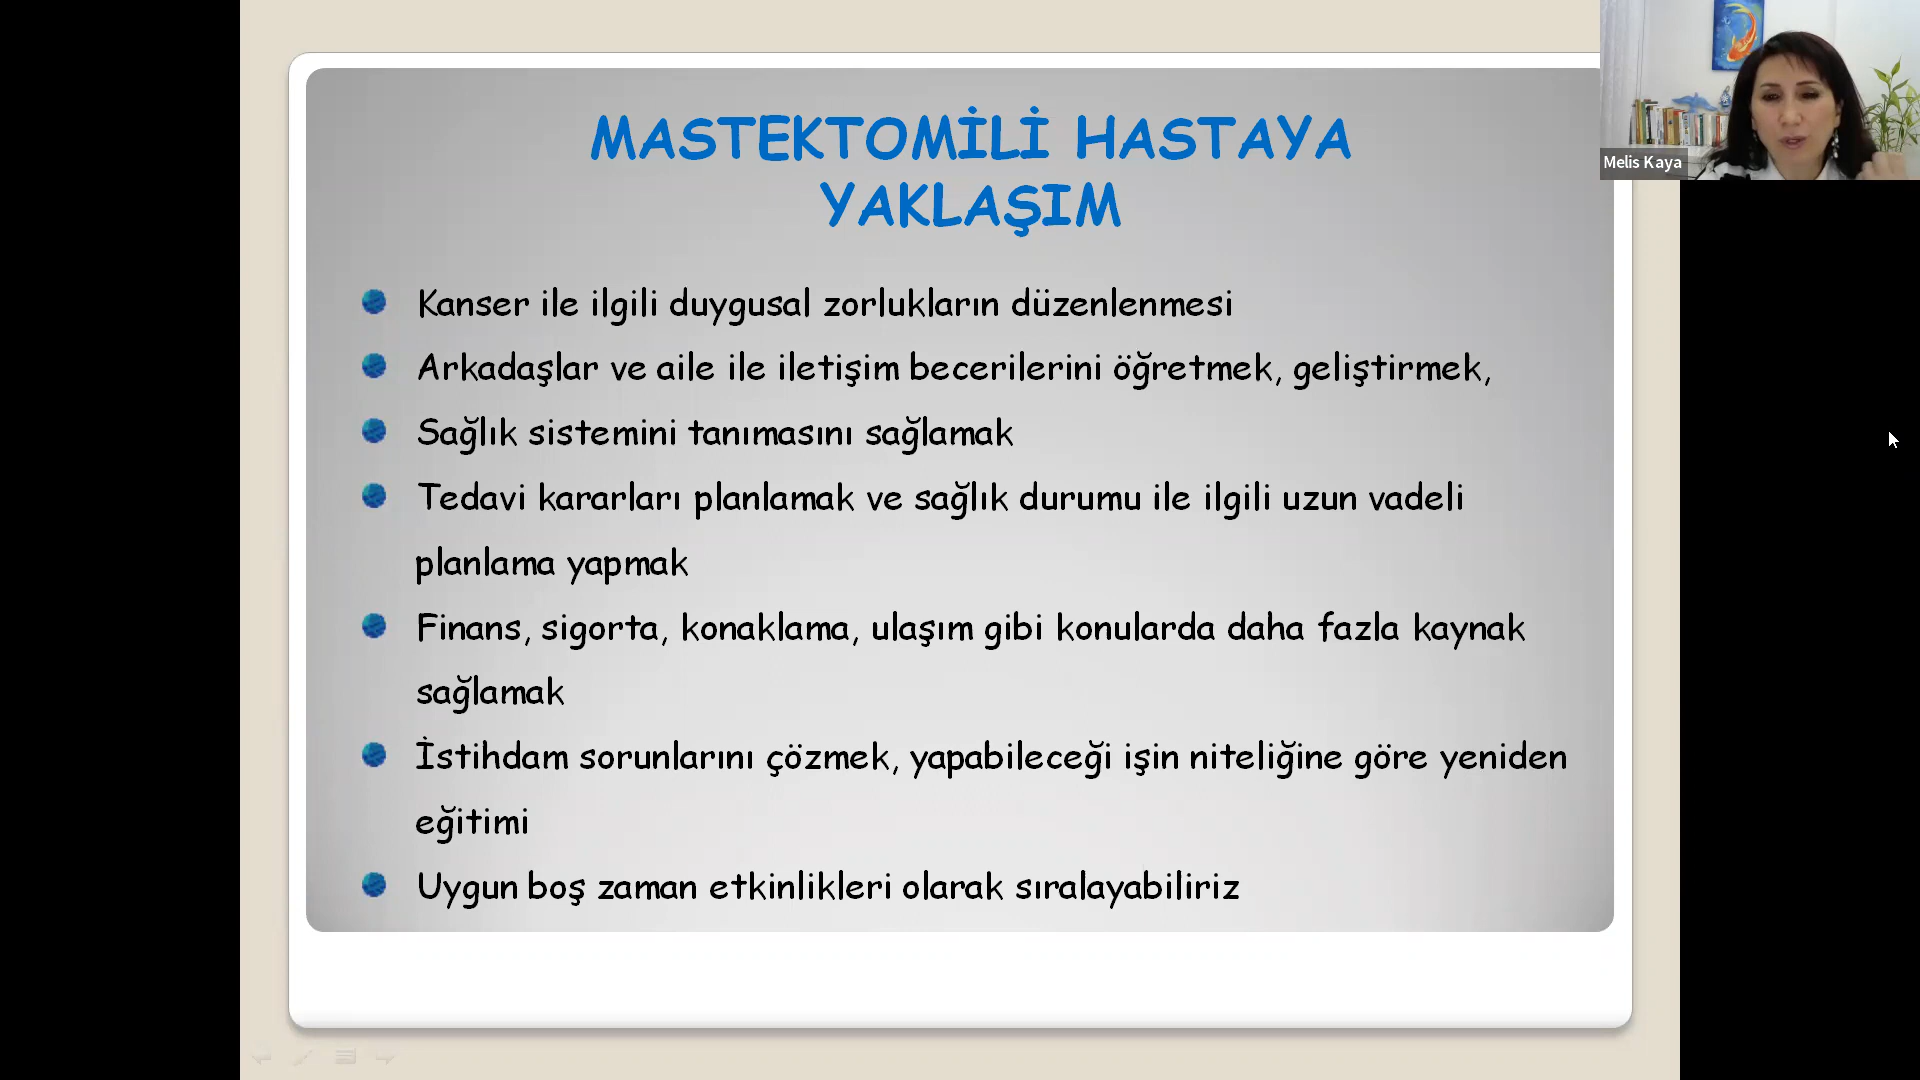 MASTEKTOMİLİ HASTAYA
YAKLAŞIM
Kanser ile ilgili duygusal zorlukların düzenlenmesi
Arkadaşlar ve aile ile iletişim becerilerini öğretmek, geliştirmek,
Sağlık sistemini tanımasını sağlamak
Tedavi kararları planlamak ve sağlık durumu ile ilgili uzun vadeli
planlama yapmak
Finans, sigorta, konaklama, ulaşım gibi konularda daha fazla kaynak
sağlamak
İstihdam sorunlarını çözmek, yapabileceği işin niteliğine göre yeniden
eğitimi
Uygun boş zaman etkinlikleri olarak sıralayabiliriz
Melis Kaya